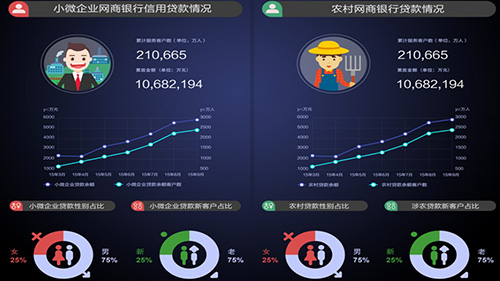 小微企业网商银行信用贷款情况
累计服务客户数（单位，万人）
210,665
累放金额（单位：万元）
10,682,194
y<万元 y<万人
6000 3000
5000 2500
4000 2000
3000 1500
2000 1000
1000 500
15年3月 15年4月 15年5月 15年6月 15年7月 15年8月 15年9月
小微企业贷款余额 小微企业贷款余额客户数
小微企业贷款性别占比 小微企业贷款新客户占比
女 25% 男 75% 新 25% 老 75%
农村网商银行贷款情况
累计服务客户数（单位，万人）
210,665
累放金额（单位：万元）
10,682,194
y<万元 y<万人
6000 3000
5000 2500
4000 2000
3000 1500
2000 1000
1000 500
15年3月 15年4月 15年5月 15年6月 15年7月 15年8月 15年9月
农村贷款余额 农村贷款余额客户数
农村贷款性别占比 涉农贷款新客户占比
女 25% 男 75% 新 25% 老 75%